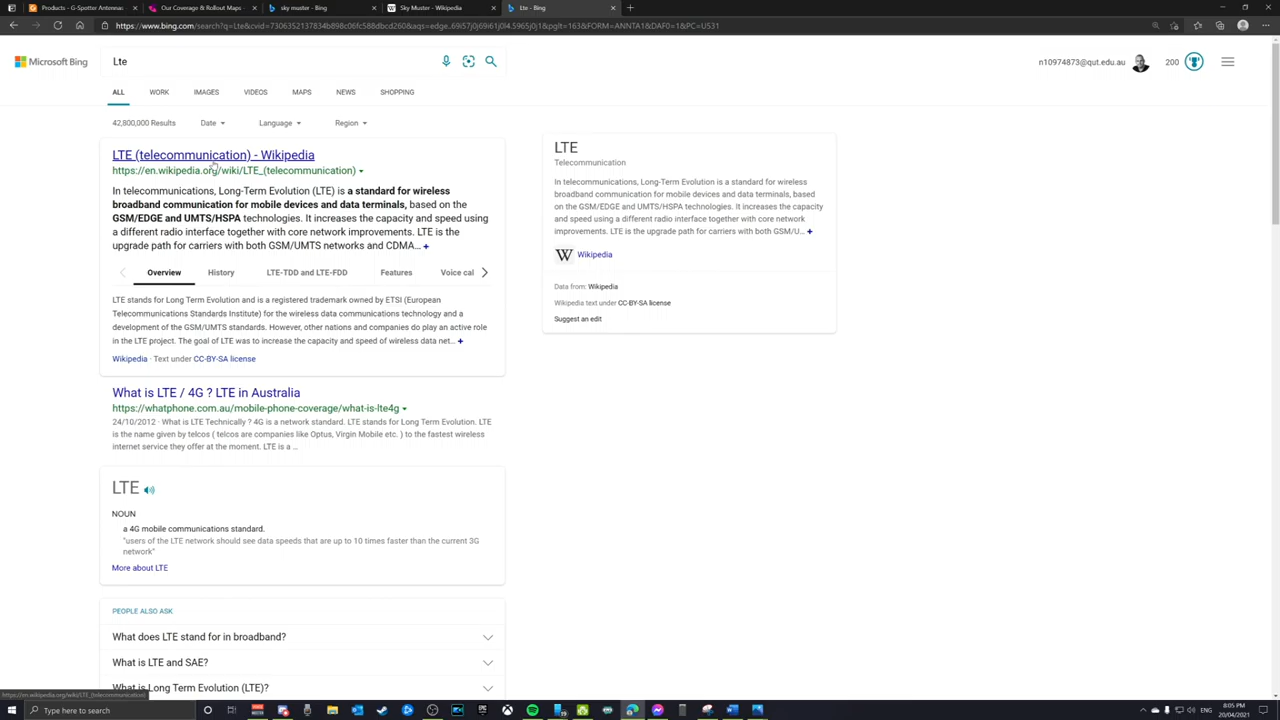 Products - G-Spotter Antennas
Our Coverage & Rollout Maps
sky muster - Bing
Sky Muster - Wikipedia
Lte - Bing
Microsoft Bing
Lte
n10974873@qut.edu.au
200
ALL WORK IMAGES VIDEOS MAPS NEWS SHOPPING
42,800,000 Results Date Language Region
LTE (telecommunication) - Wikipedia
https://en.wikipedia.org/wiki/LTE_(telecommunication)
In telecommunications, Long-Term Evolution (LTE) is a standard for wireless
broadband communication for mobile devices and data terminals, based on the
GSM/EDGE and UMTS/HSPA technologies. It increases the capacity and speed using
a different radio interface together with core network improvements. LTE is the
upgrade path for carriers with both GSM/UMTS networks and CDMA... +
Overview History LTE-TDD and LTE-FDD Features Voice cal
LTE stands for Long Term Evolution and is a registered trademark owned by ETSI (European
Telecommunications Standards Institute) for the wireless data communications technology and a
development of the GSM/UMTS standards. However, other nations and companies do play an active role
in the LTE project. The goal of LTE was to increase the capacity and speed of wireless data net... +
Wikipedia · Text under CC-BY-SA license
What is LTE / 4G ? LTE in Australia
https://whatphone.com.au/mobile-phone-coverage/what-is-lte4g
24/10/2012 · What is LTE Technically ? 4G is a network standard. LTE stands for Long Term Evolution. LTE
is the name given by telcos ( telcos are companies like Optus, Virgin Mobile etc. ) to the fastest wireless
internet service they offer at the moment. LTE is a ...
LTE
NOUN
a 4G mobile communications standard.
"users of the LTE network should see data speeds that are up to 10 times faster than the current 3G
network"
More about LTE
PEOPLE ALSO ASK
What does LTE stand for in broadband?
What is LTE and SAE?
What is Long Term Evolution (LTE)?
LTE
Telecommunication
In telecommunications, Long-Term Evolution (LTE) is a standard for wireless
broadband communication for mobile devices and data terminals, based on the
GSM/EDGE and UMTS/HSPA technologies. It increases the capacity
and speed using a different radio interface together with core network
improvements. LTE is the upgrade path for carriers with both GSM/U... +
Wikipedia
Data from: Wikipedia
Wikipedia text under CC-BY-SA license
Suggest an edit
https://en.wikipedia.org/wiki/LTE_(telecommunication)
Type here to search
8:05 PM
20/04/2021